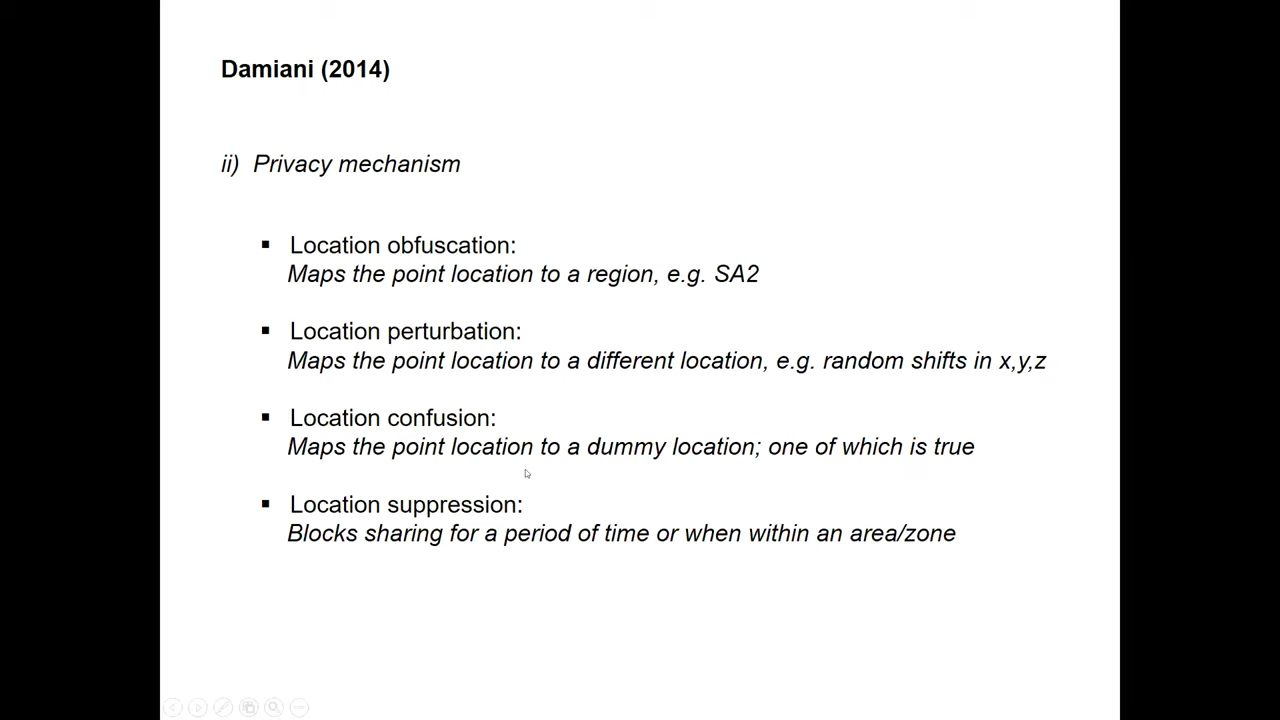 Damiani (2014)
ii) Privacy mechanism
▪ Location obfuscation:
Maps the point location to a region, e.g. SA2
▪ Location perturbation:
Maps the point location to a different location, e.g. random shifts in x,y,z
▪ Location confusion:
Maps the point location to a dummy location; one of which is true
▪ Location suppression:
Blocks sharing for a period of time or when within an area/zone